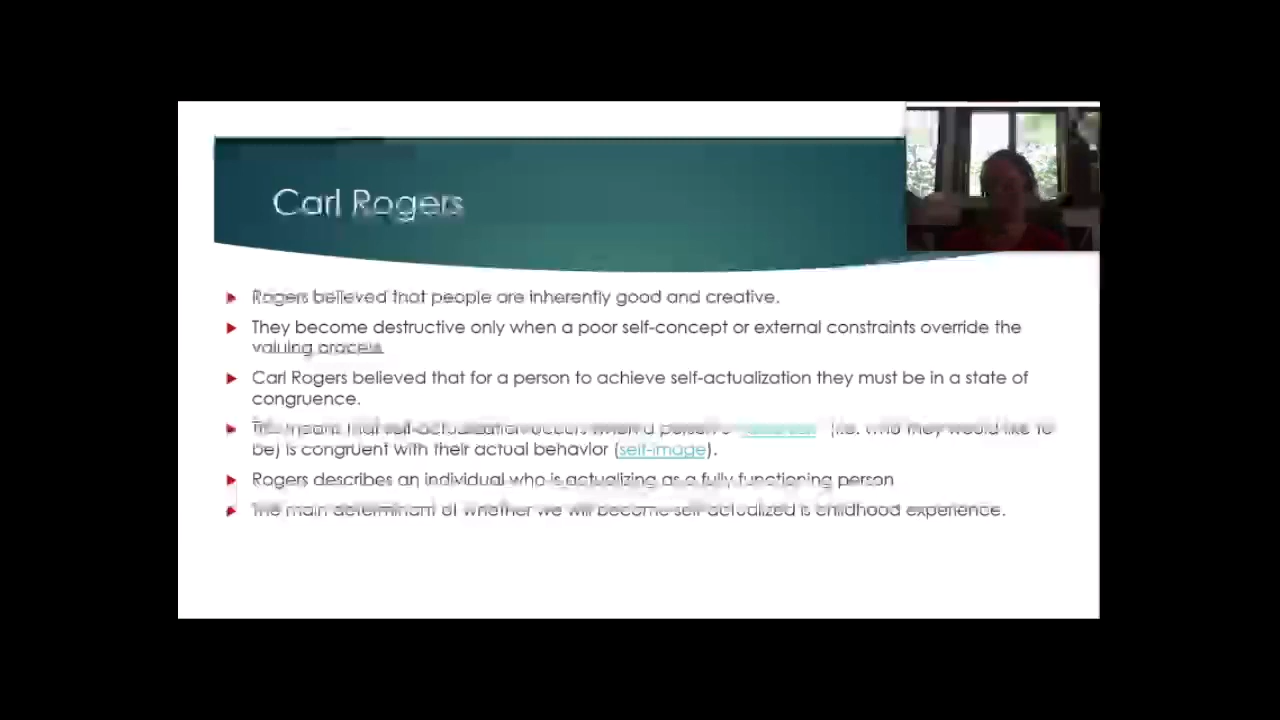 Carl Rogers
Rogers believed that people are inherently good and creative.
They become destructive only when a poor self-concept or external constraints override the
valuing process.
Carl Rogers believed that for a person to achieve self-actualization they must be in a state of
congruence.
This means that self-actualization occurs when a person's (i.e. who they would like to
be) is congruent with their actual behavior (self-image).
Rogers describes an individual who is actualizing as a fully functioning person
The main determinant of whether we will become self-actualized is childhood experience.